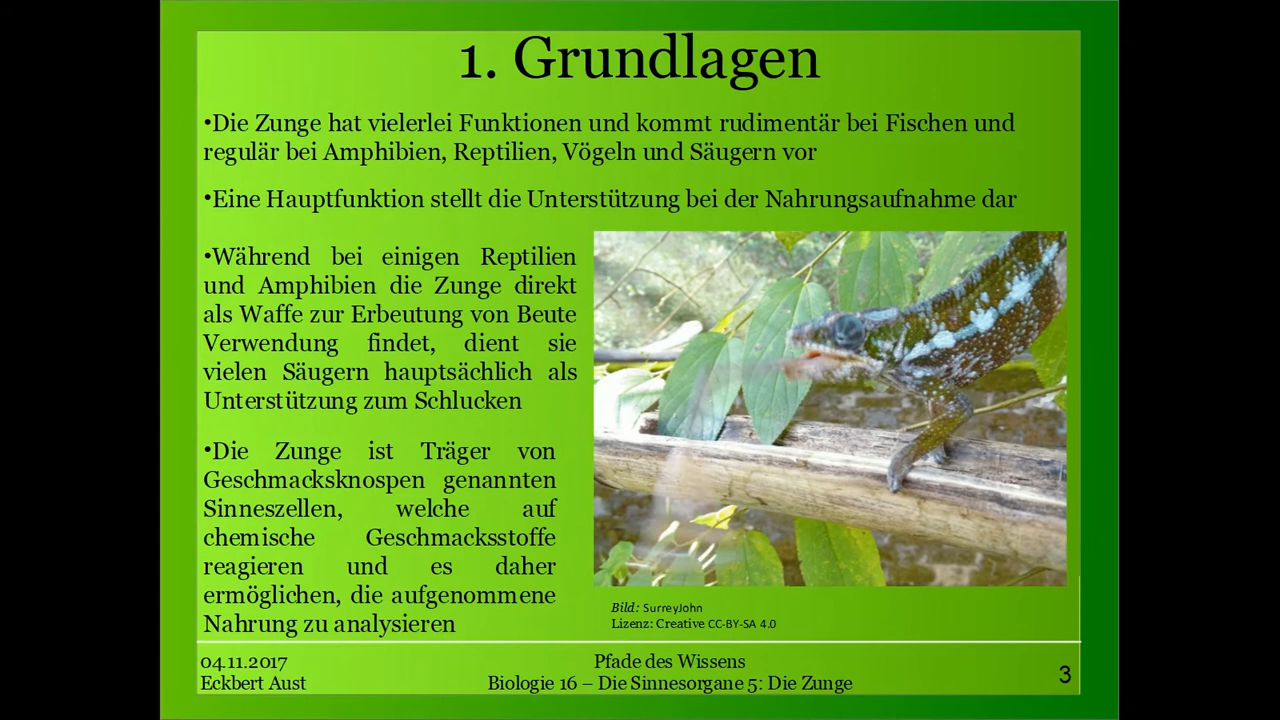 1. Grundlagen
•Die Zunge hat vielerlei Funktionen und kommt rudimentär bei Fischen und
regulär bei Amphibien, Reptilien, Vögeln und Säugern vor
•Eine Hauptfunktion stellt die Unterstützung bei der Nahrungsaufnahme dar
•Während bei einigen Reptilien
und Amphibien die Zunge direkt
als Waffe zur Erbeutung von Beute
Verwendung findet, dient sie
vielen Säugern hauptsächlich als
Unterstützung zum Schlucken
•Die Zunge ist Träger von
Geschmacksknospen genannten
Sinneszellen, welche auf
chemische Geschmacksstoffe
reagieren und es daher
ermöglichen, die aufgenommene
Nahrung zu analysieren
Bild: SurreyJohn
Lizenz: Creative CC-BY-SA 4.0
04.11.2017
Eckbert Aust
Pfade des Wissens
Biologie 16 – Die Sinnesorgane 5: Die Zunge
3